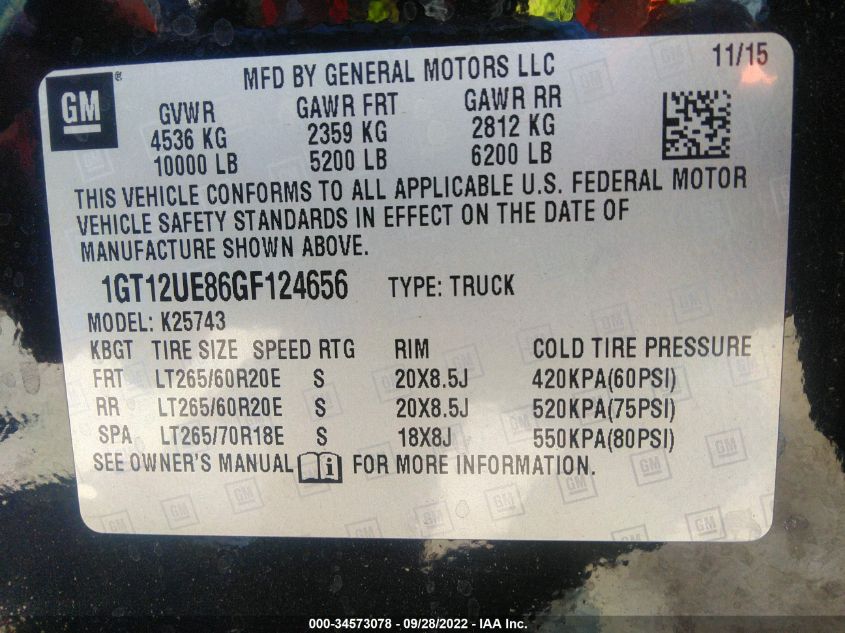 GM ® MFD BY GENERAL MOTORS LLC 11/15
GVWR GAWR FRT GAWR RR
4536 KG 2359 KG 2812 KG
10000 LB 5200 LB 6200 LB
THIS VEHICLE CONFORMS TO ALL APPLICABLE U.S. FEDERAL MOTOR
VEHICLE SAFETY STANDARDS IN EFFECT ON THE DATE OF
MANUFACTURE SHOWN ABOVE.
1GT12UE86GF124656 TYPE: TRUCK
MODEL: K25743
KBGT TIRE SIZE SPEED RTG RIM COLD TIRE PRESSURE
FRT LT265/60R20E S 20X8.5J 420KPA(60PSI)
RR LT265/60R20E S 20X8.5J 520KPA(75PSI)
SPA LT265/70R18E S 18X8J 550KPA(80PSI)
SEE OWNER'S MANUAL i FOR MORE INFORMATION.
000-34573078 — 09/28/2022 — IAA Inc.